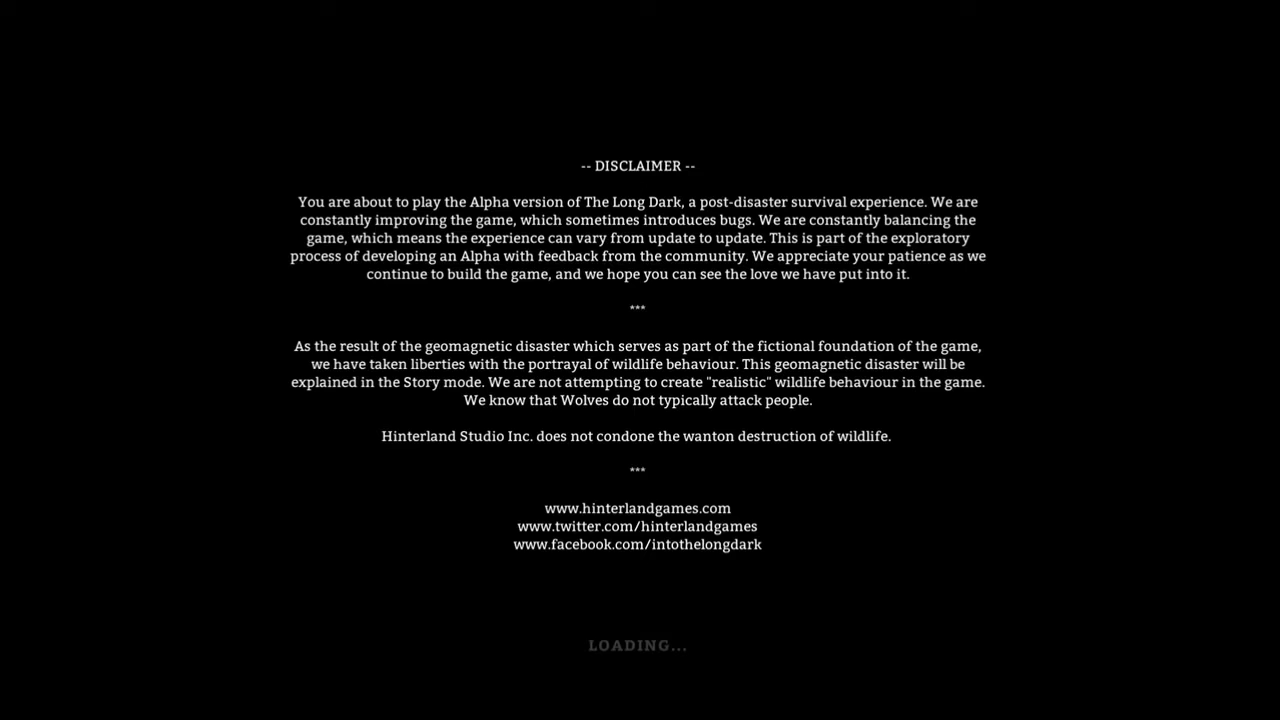 -- DISCLAIMER --
You are about to play the Alpha version of The Long Dark, a post-disaster survival experience. We are
constantly improving the game, which sometimes introduces bugs. We are constantly balancing the
game, which means the experience can vary from update to update. This is part of the exploratory
process of developing an Alpha with feedback from the community. We appreciate your patience as we
continue to build the game, and we hope you can see the love we have put into it.
***
As the result of the geomagnetic disaster which serves as part of the fictional foundation of the game,
we have taken liberties with the portrayal of wildlife behaviour. This geomagnetic disaster will be
explained in the Story mode. We are not attempting to create "realistic" wildlife behaviour in the game.
We know that Wolves do not typically attack people.
Hinterland Studio Inc. does not condone the wanton destruction of wildlife.
***
www.hinterlandgames.com
www.twitter.com/hinterlandgames
www.facebook.com/intothelongdark
LOADING...